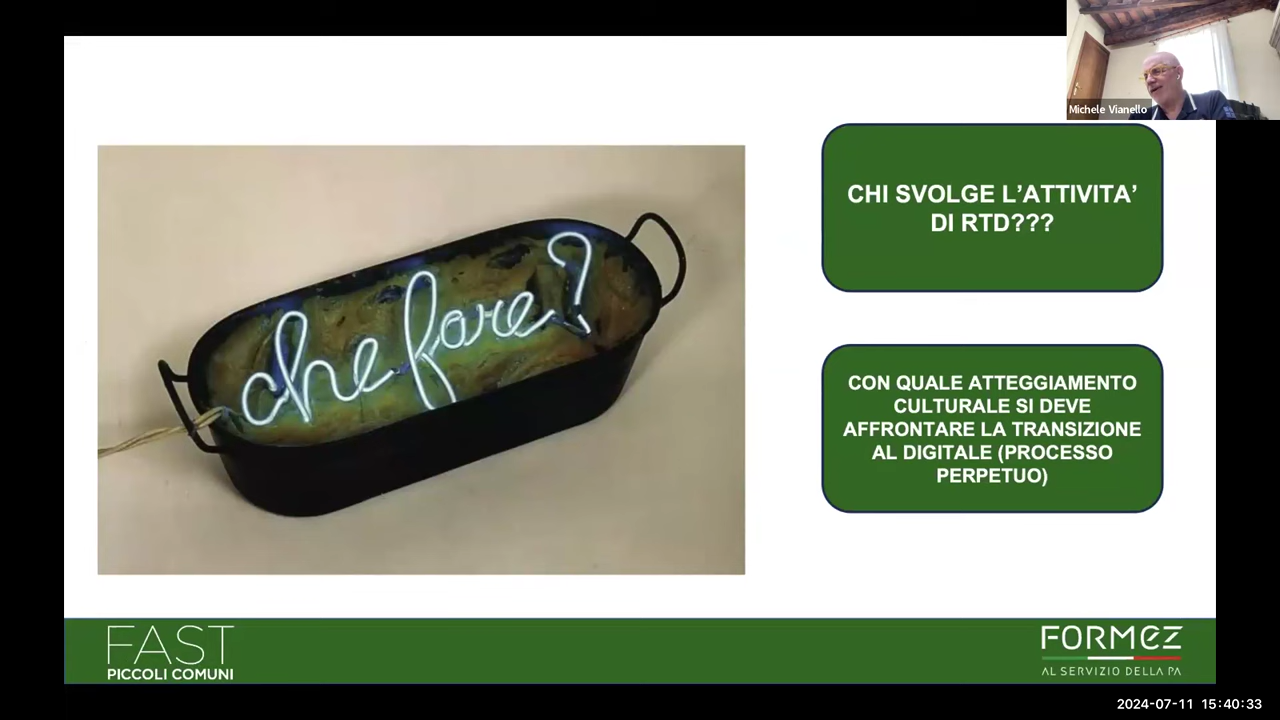 Michele Vianello
che fare?
CHI SVOLGE L’ATTIVITA’
DI RTD???
CON QUALE ATTEGGIAMENTO
CULTURALE SI DEVE
AFFRONTARE LA TRANSIZIONE
AL DIGITALE (PROCESSO
PERPETUO)
FAST
PICCOLI COMUNI
FORMEZ
AL SERVIZIO DELLA PA
2024-07-11 15:40:33